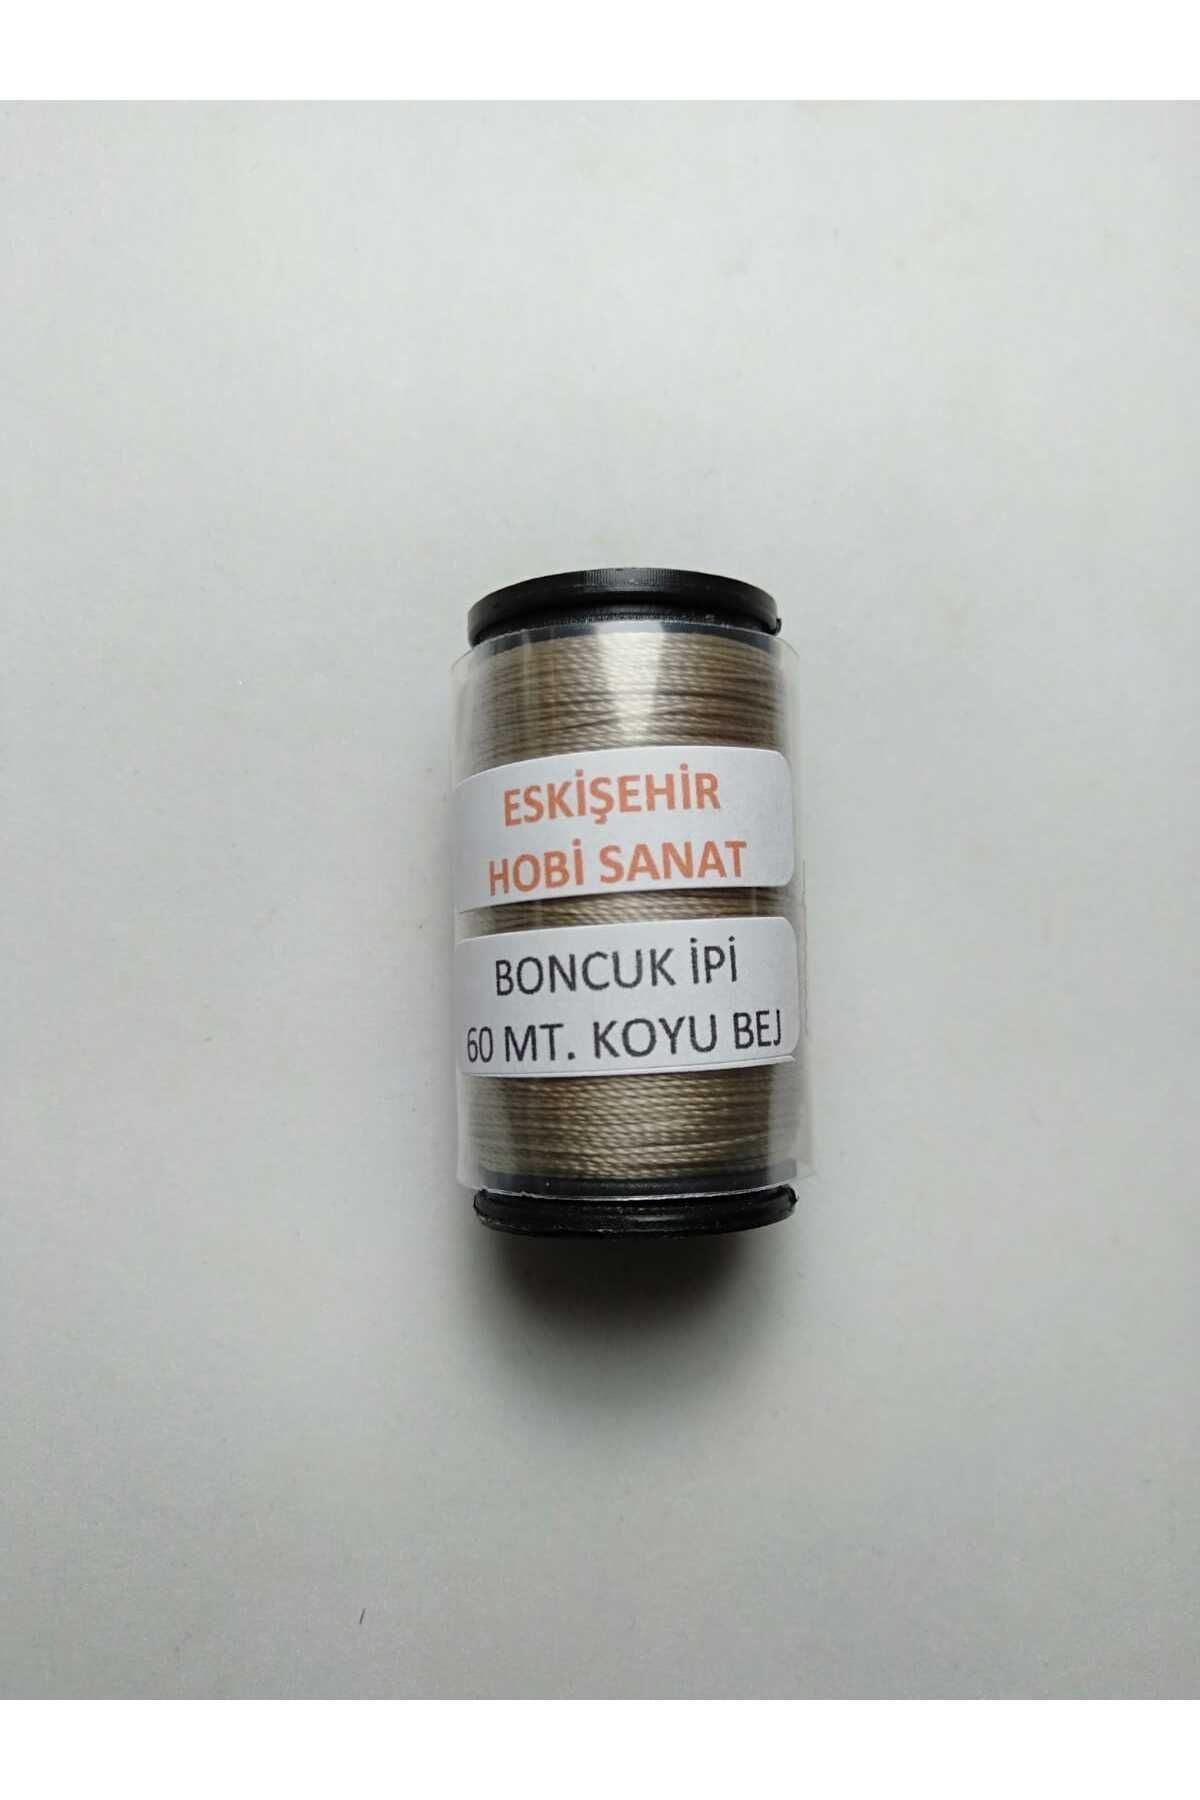 ESKİŞEHİR
HOBİ SANAT
BONCUK İPİ
60 MT. KOYU BEJ